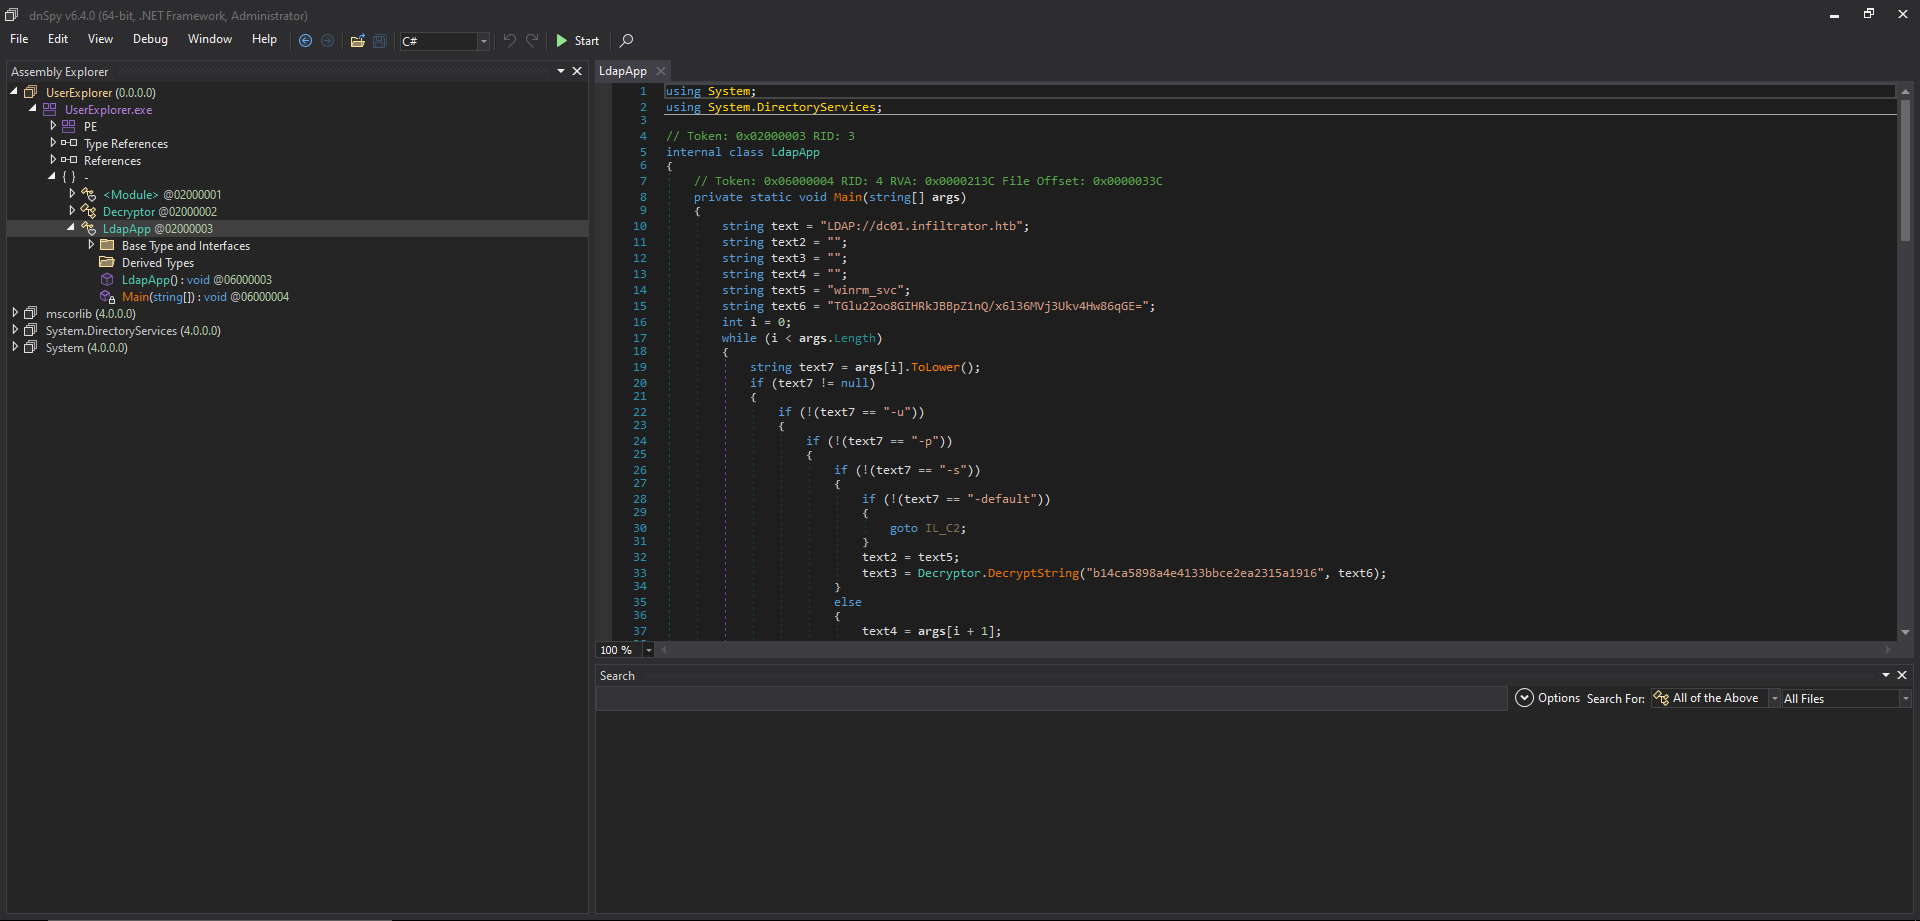 dnSpy v6.4.0 (64-bit, .NET Framework, Administrator)
File Edit View Debug Window Help C# Start
Assembly Explorer
UserExplorer (0.0.0.0)
UserExplorer.exe
PE
Type References
References
{ } -
<Module> @02000001
Decryptor @02000002
LdapApp @02000003
Base Type and Interfaces
Derived Types
LdapApp() : void @06000003
Main(string[]) : void @06000004
mscorlib (4.0.0.0)
System.DirectoryServices (4.0.0.0)
System (4.0.0.0)
LdapApp
1 using System;
2 using System.DirectoryServices;
3
4 // Token: 0x02000003 RID: 3
5 internal class LdapApp
6 {
7 // Token: 0x06000004 RID: 4 RVA: 0x0000213C File Offset: 0x0000033C
8 private static void Main(string[] args)
9 {
10 string text = "LDAP://dc01.infiltrator.htb";
11 string text2 = "";
12 string text3 = "";
13 string text4 = "";
14 string text5 = "winrm_svc";
15 string text6 = "TGlu22oo8GIHRkJBBpZ1nQ/x6l36MVj3Ukv4Hw86qGE=";
16 int i = 0;
17 while (i < args.Length)
18 {
19 string text7 = args[i].ToLower();
20 if (text7 != null)
21 {
22 if (!(text7 == "-u"))
23 {
24 if (!(text7 == "-p"))
25 {
26 if (!(text7 == "-s"))
27 {
28 if (!(text7 == "-default"))
29 {
30 goto IL_C2;
31 }
32 text2 = text5;
33 text3 = Decryptor.DecryptString("b14ca5898a4e4133bbce2ea2315a1916", text6);
34 }
35 else
36 {
37 text4 = args[i + 1];
100 %
Search
Options Search For: All of the Above All Files